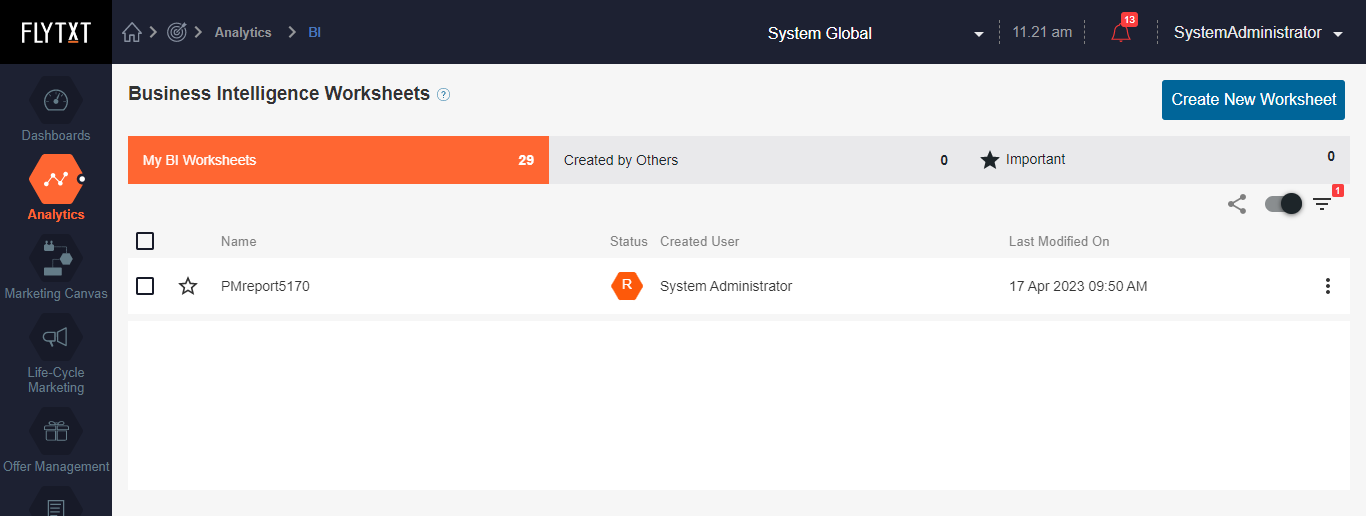 FLYTXT
Analytics
BI
System Global
11.21 am
13
SystemAdministrator
Dashboards
Analytics
Marketing Canvas
Life-Cycle
Marketing
Offer Management
Business Intelligence Worksheets ?
Create New Worksheet
My BI Worksheets 29
Created by Others 0
Important 0
1
Name Status Created User Last Modified On
PMreport5170 R System Administrator 17 Apr 2023 09:50 AM